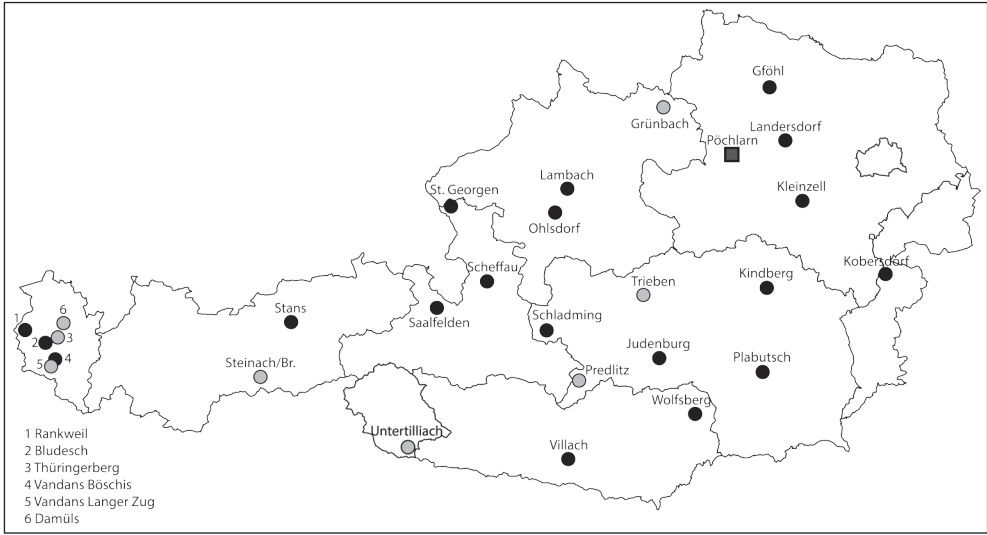 Gföhl
Grünbach
Landersdorf
Pöchlarn
Lambach
St. Georgen
Kleinzell
Ohlsdorf
Kobersdorf
Scheffau
Kindberg
Trieben
6
Stans
1
Schladming
Saalfelden
3
2
Judenburg
4
Plabutsch
5
Steinach/Br.
Predlitz
Wolfsberg
Untertilliach
Villach
1 Rankweil
2 Bludesch
3 Thüringerberg
4 Vandans Böschis
5 Vandans Langer Zug
6 Damüls